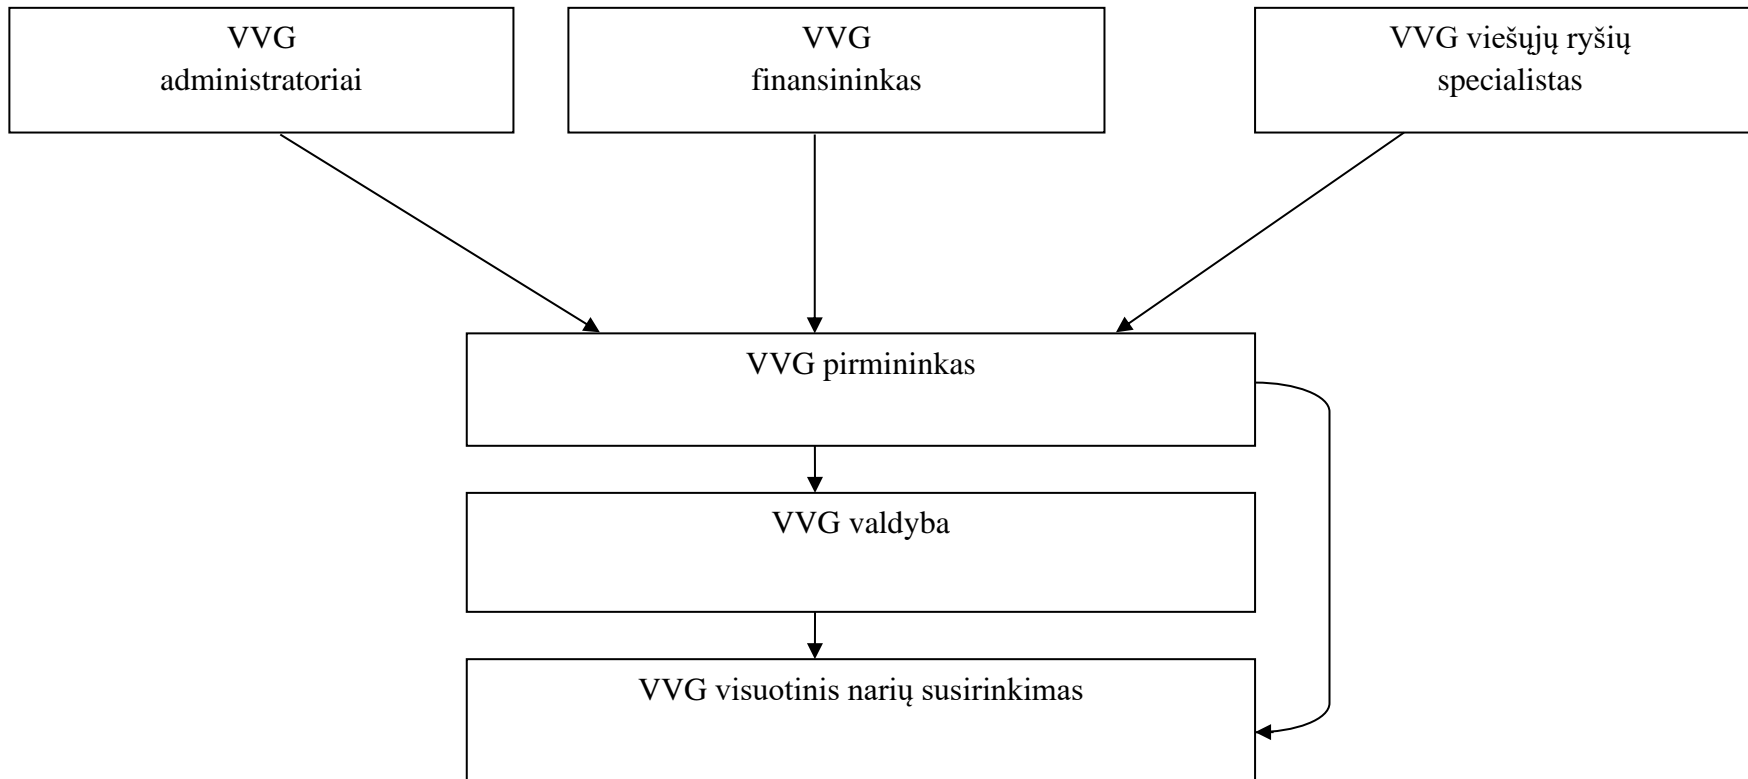 VVG
administratoriai
VVG
finansininkas
VVG viešųjų ryšių
specialistas
VVG pirmininkas
VVG valdyba
VVG visuotinis narių susirinkimas